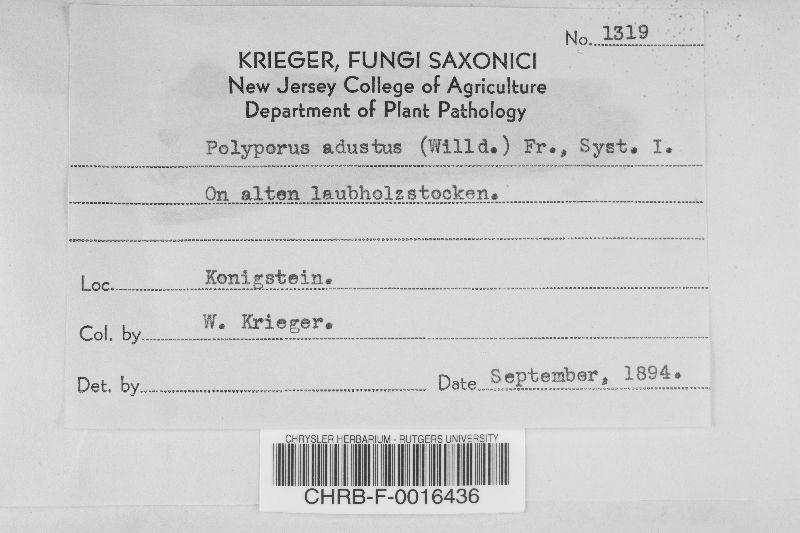 No. 1319
KRIEGER, FUNGI SAXONICI
New Jersey College of Agriculture
Department of Plant Pathology
Polyporus adustus (Willd.) Fr., Syst. I.
On alten laubholzstocken.
Loc. Konigstein.
Col. by W. Krieger.
Det. by
Date September, 1894.
CHRYSLER HERBARIUM - RUTGERS UNIVERSITY
CHRB-F-0016436